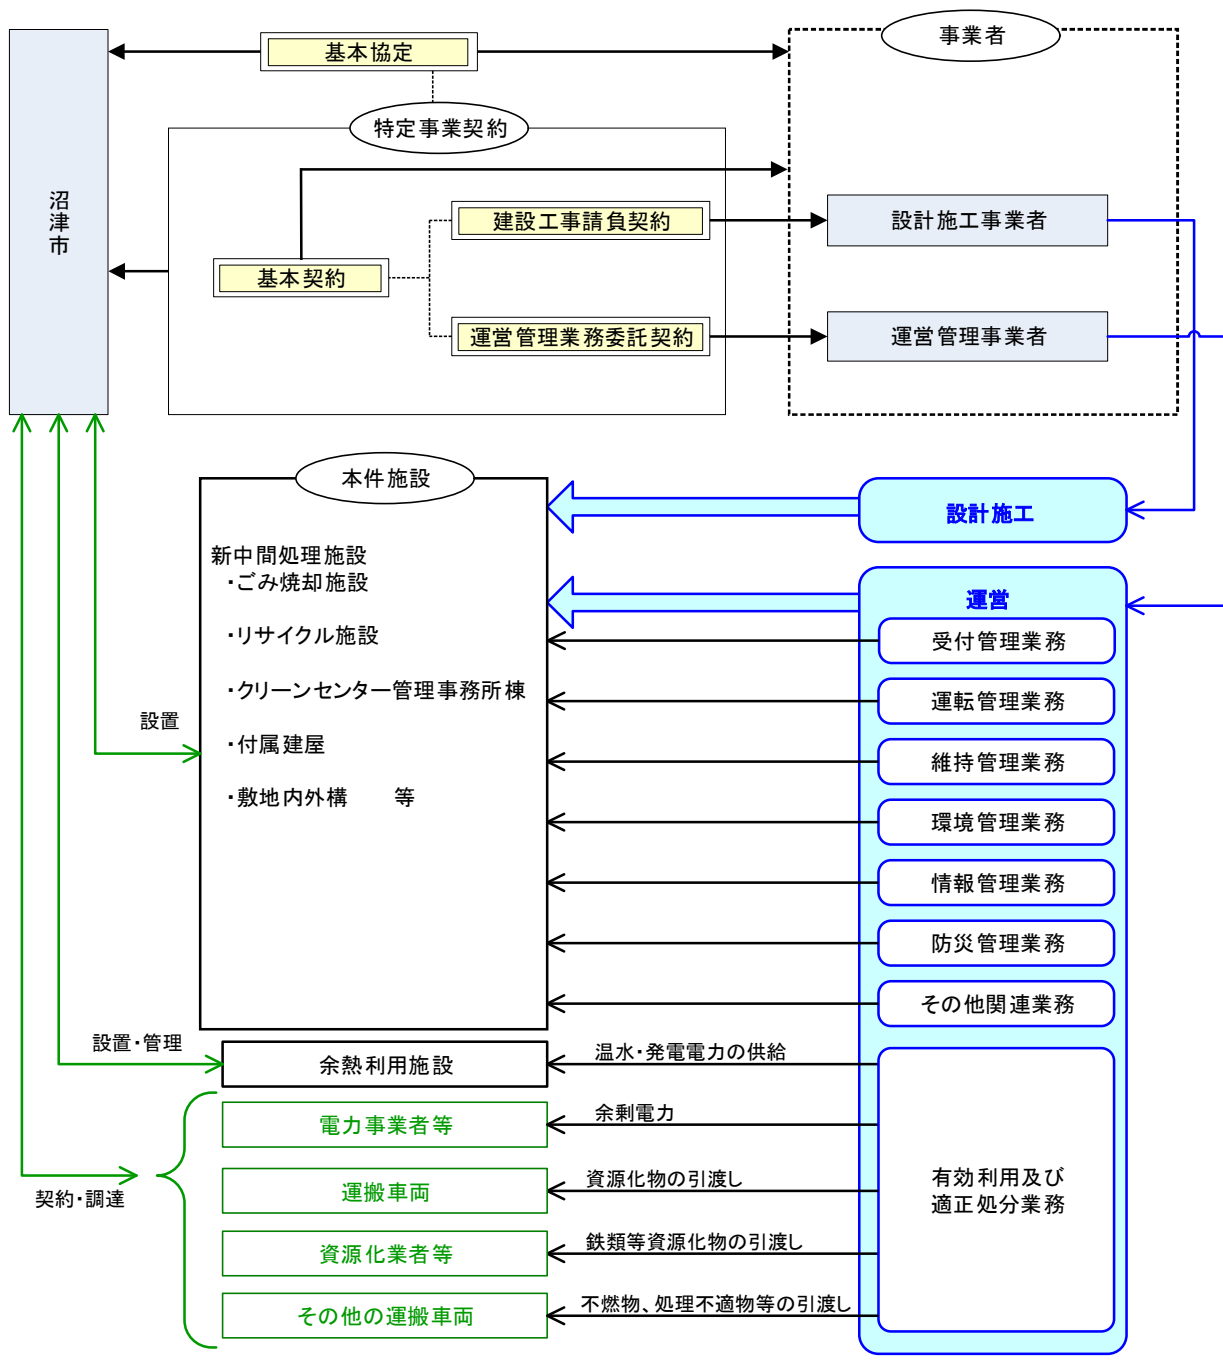 事業者
基本協定
特定事業契約
沼津市
建設工事請負契約
設計施工事業者
基本契約
運営管理業務委託契約
運営管理事業者
本件施設
設計施工
新中間処理施設
・ごみ焼却施設
・リサイクル施設
・クリーンセンター管理事務所棟
・付属建屋
・敷地内外構　　等
設置
運営
受付管理業務
運転管理業務
維持管理業務
環境管理業務
情報管理業務
防災管理業務
その他関連業務
設置・管理
余熱利用施設
温水・発電電力の供給
電力事業者等
余剰電力
契約・調達
運搬車両
資源化物の引渡し
有効利用及び
適正処分業務
資源化業者等
鉄類等資源化物の引渡し
その他の運搬車両
不燃物、処理不適物等の引渡し